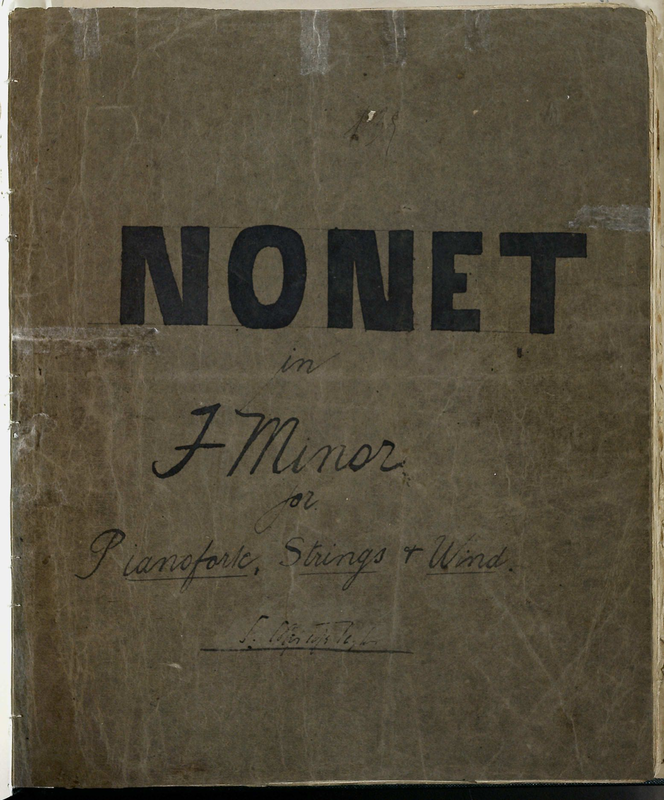 NONET
in
F Minor
for
Pianoforte, Strings & Wind.